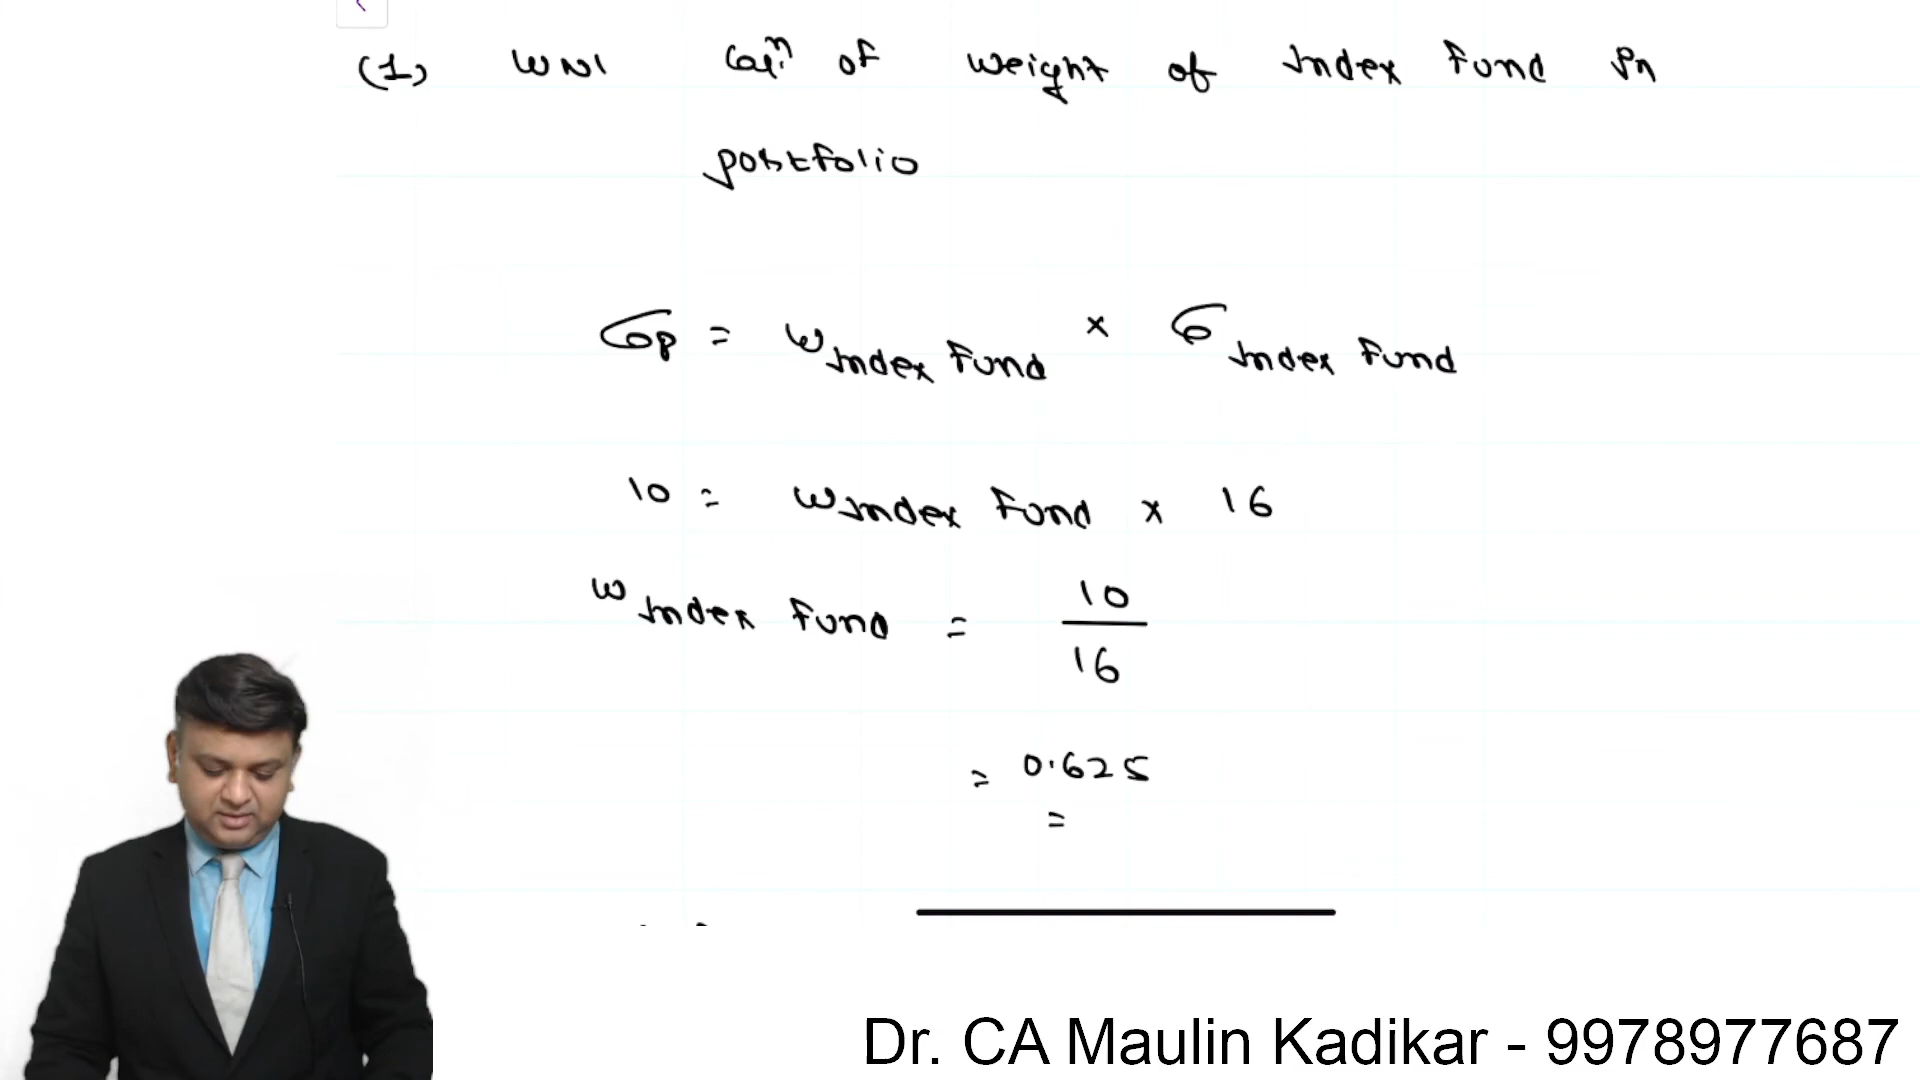 (1) WN1 Calⁿ of weight of Index Fund in
portfolio
σp = w Index Fund × σ Index Fund
10 = w Index Fund × 16
w Index Fund = 10
16
= 0.625
=
Dr. CA Maulin Kadikar - 9978977687